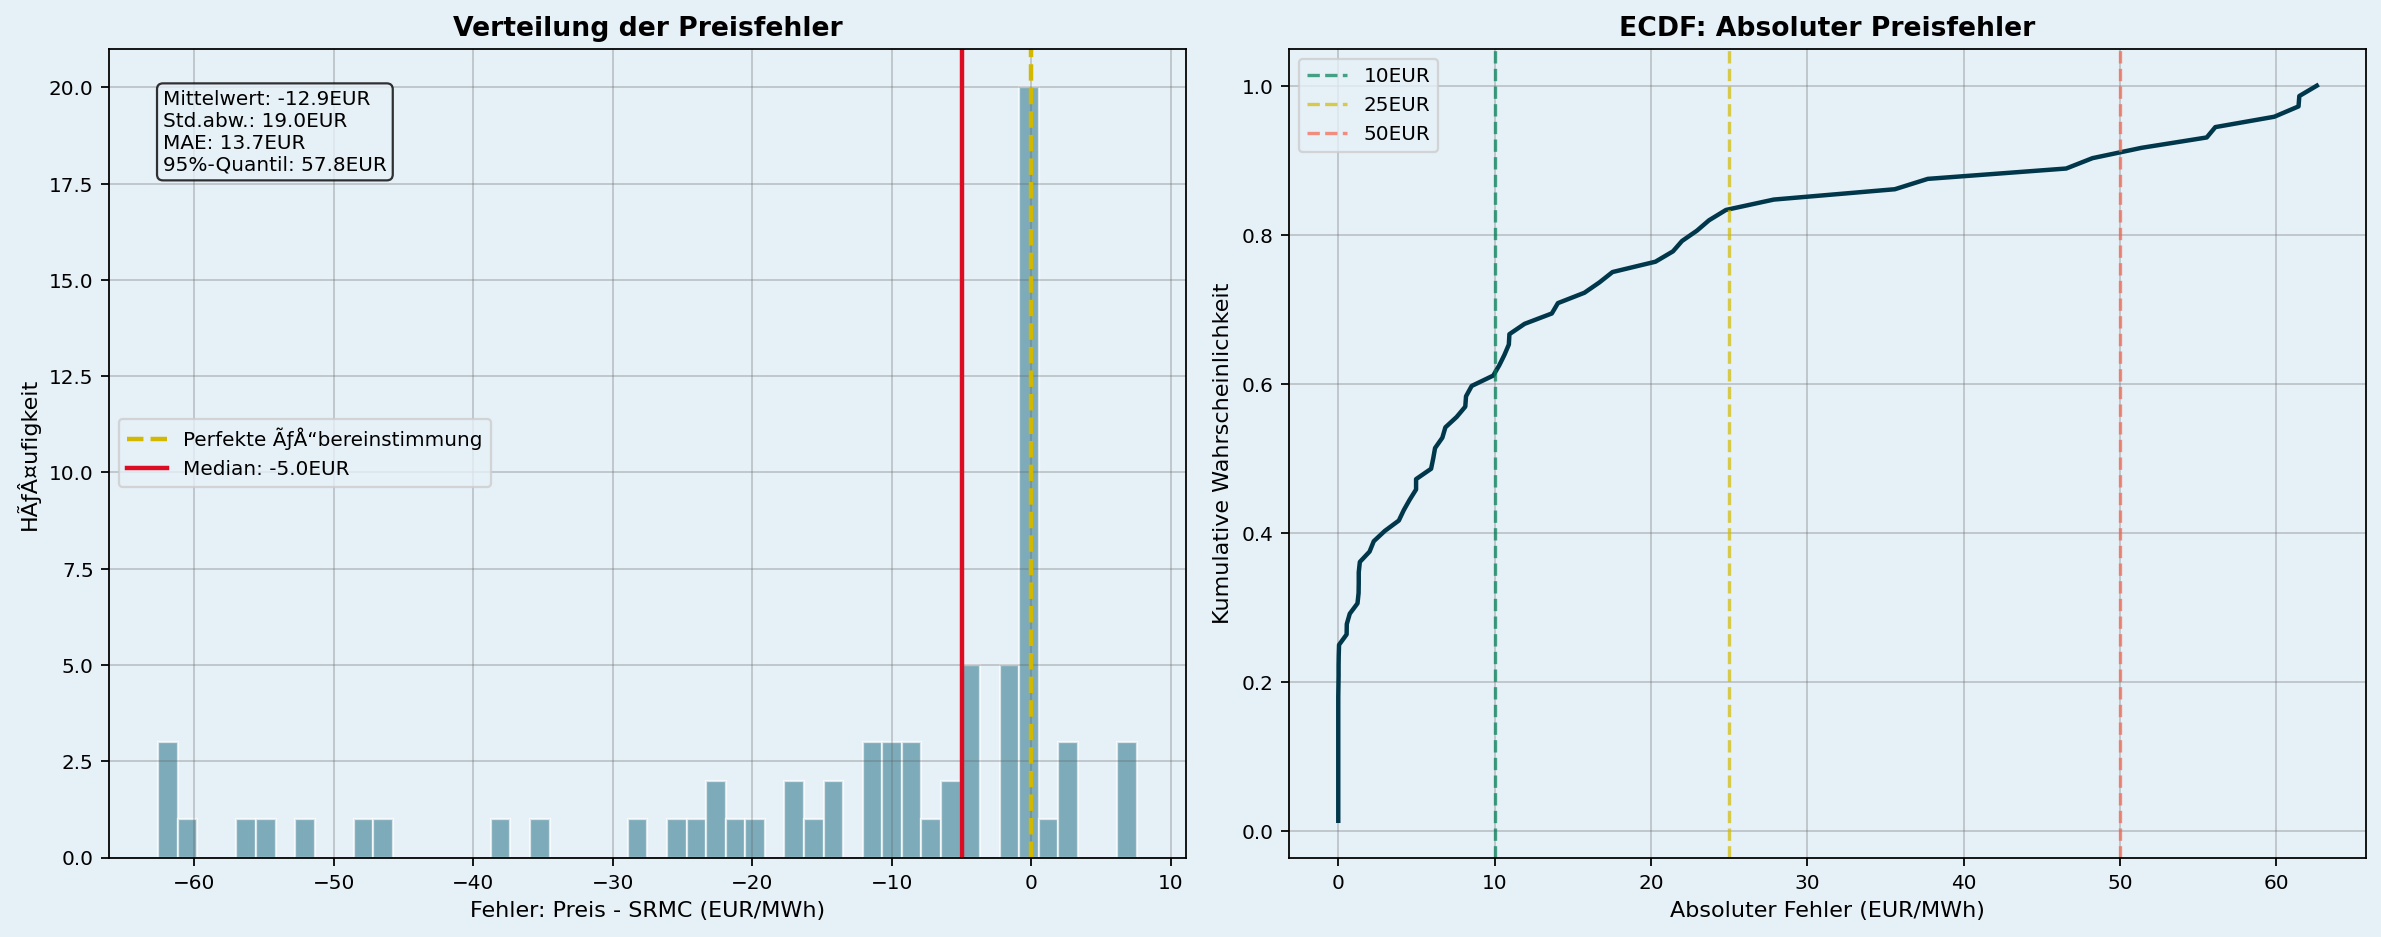 Verteilung der Preisfehler
20.0
17.5
15.0
12.5
10.0
7.5
5.0
2.5
0.0
HÃƒÂ¤ufigkeit
Mittelwert: -12.9EUR
Std.abw.: 19.0EUR
MAE: 13.7EUR
95%-Quantil: 57.8EUR
Perfekte ÃƒÅ“bereinstimmung
Median: -5.0EUR
−60 −50 −40 −30 −20 −10 0 10
Fehler: Preis - SRMC (EUR/MWh)
ECDF: Absoluter Preisfehler
1.0
0.8
0.6
0.4
0.2
0.0
Kumulative Wahrscheinlichkeit
10EUR
25EUR
50EUR
0 10 20 30 40 50 60
Absoluter Fehler (EUR/MWh)